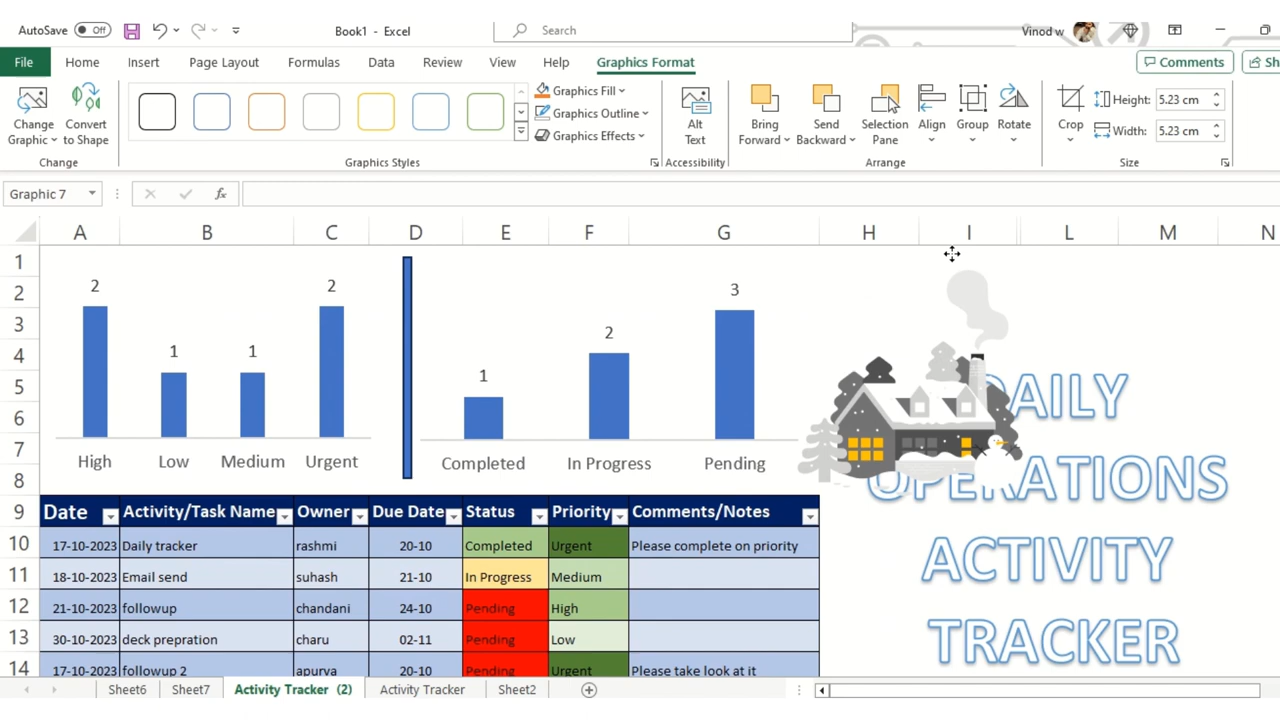 AutoSave Off Book1 - Excel Search Vinod w
File Home Insert Page Layout Formulas Data Review View Help Graphics Format Comments Sh
Change Graphic
Convert to Shape
Graphics Fill
Graphics Outline
Graphics Effects
Alt Text
Bring Forward
Send Backward
Selection Pane
Align
Group
Rotate
Crop
Height: 5.23 cm
Width: 5.23 cm
Change Graphics Styles Accessibility Arrange Size
Graphic 7 fx
A B C D E F G H I L M N
1
2
3
4
5
6
7
8
2 1 1 2
High Low Medium Urgent
1 2 3
Completed In Progress Pending
DAILY
OPERATIONS
ACTIVITY
TRACKER
9 Date Activity/Task Name Owner Due Date Status Priority Comments/Notes
10 17-10-2023 Daily tracker rashmi 20-10 Completed Urgent Please complete on priority
11 18-10-2023 Email send suhash 21-10 In Progress Medium
12 21-10-2023 followup chandani 24-10 Pending High
13 30-10-2023 deck prepration charu 02-11 Pending Low
14 17-10-2023 followup 2 apurva 20-10 Pending Urgent Please take look at it
Sheet6 Sheet7 Activity Tracker (2) Activity Tracker Sheet2